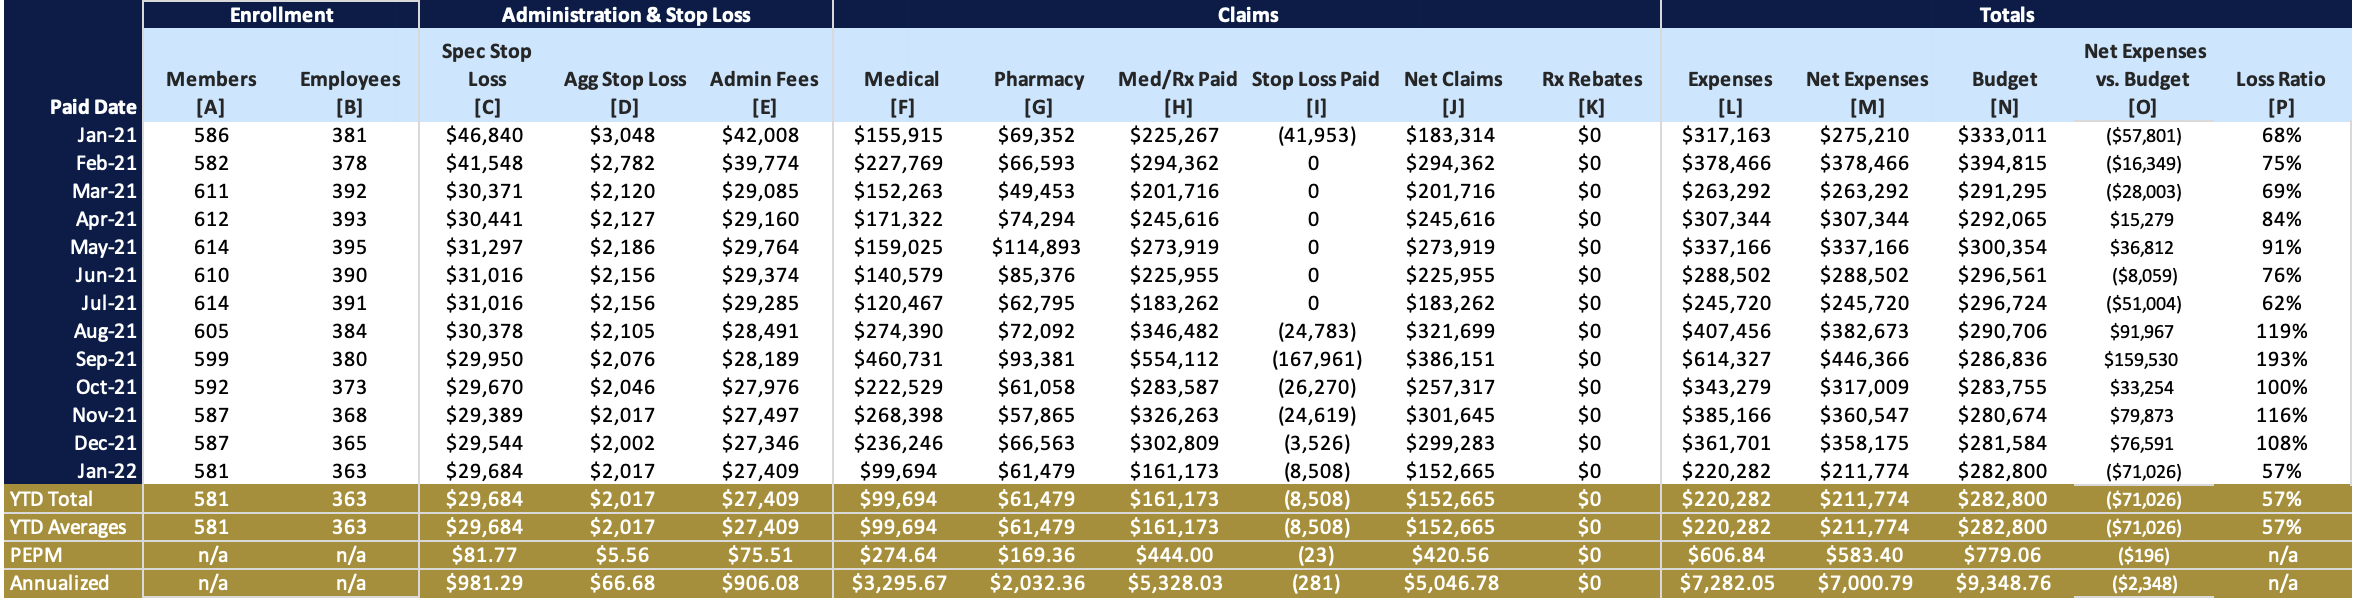 Enrollment Administration & Stop Loss Claims Totals
Spec Stop Net Expenses
Members Employees Loss Agg Stop Loss Admin Fees Medical Pharmacy Med/Rx Paid Stop Loss Paid Net Claims Rx Rebates Expenses Net Expenses Budget vs. Budget Loss Ratio
Paid Date [A] [B] [C] [D] [E] [F] [G] [H] [I] [J] [K] [L] [M] [N] [O] [P]
Jan-21 586 381 $46,840 $3,048 $42,008 $155,915 $69,352 $225,267 (41,953) $183,314 $0 $317,163 $275,210 $333,011 ($57,801) 68%
Feb-21 582 378 $41,548 $2,782 $39,774 $227,769 $66,593 $294,362 0 $294,362 $0 $378,466 $378,466 $394,815 ($16,349) 75%
Mar-21 611 392 $30,371 $2,120 $29,085 $152,263 $49,453 $201,716 0 $201,716 $0 $263,292 $263,292 $291,295 ($28,003) 69%
Apr-21 612 393 $30,441 $2,127 $29,160 $171,322 $74,294 $245,616 0 $245,616 $0 $307,344 $307,344 $292,065 $15,279 84%
May-21 614 395 $31,297 $2,186 $29,764 $159,025 $114,893 $273,919 0 $273,919 $0 $337,166 $337,166 $300,354 $36,812 91%
Jun-21 610 390 $31,016 $2,156 $29,374 $140,579 $85,376 $225,955 0 $225,955 $0 $288,502 $288,502 $296,561 ($8,059) 76%
Jul-21 614 391 $31,016 $2,156 $29,285 $120,467 $62,795 $183,262 0 $183,262 $0 $245,720 $245,720 $296,724 ($51,004) 62%
Aug-21 605 384 $30,378 $2,105 $28,491 $274,390 $72,092 $346,482 (24,783) $321,699 $0 $407,456 $382,673 $290,706 $91,967 119%
Sep-21 599 380 $29,950 $2,076 $28,189 $460,731 $93,381 $554,112 (167,961) $386,151 $0 $614,327 $446,366 $286,836 $159,530 193%
Oct-21 592 373 $29,670 $2,046 $27,976 $222,529 $61,058 $283,587 (26,270) $257,317 $0 $343,279 $317,009 $283,755 $33,254 100%
Nov-21 587 368 $29,389 $2,017 $27,497 $268,398 $57,865 $326,263 (24,619) $301,645 $0 $385,166 $360,547 $280,674 $79,873 116%
Dec-21 587 365 $29,544 $2,002 $27,346 $236,246 $66,563 $302,809 (3,526) $299,283 $0 $361,701 $358,175 $281,584 $76,591 108%
Jan-22 581 363 $29,684 $2,017 $27,409 $99,694 $61,479 $161,173 (8,508) $152,665 $0 $220,282 $211,774 $282,800 ($71,026) 57%
YTD Total 581 363 $29,684 $2,017 $27,409 $99,694 $61,479 $161,173 (8,508) $152,665 $0 $220,282 $211,774 $282,800 ($71,026) 57%
YTD Averages 581 363 $29,684 $2,017 $27,409 $99,694 $61,479 $161,173 (8,508) $152,665 $0 $220,282 $211,774 $282,800 ($71,026) 57%
PEPM n/a n/a $81.77 $5.56 $75.51 $274.64 $169.36 $444.00 (23) $420.56 $0 $606.84 $583.40 $779.06 ($196) n/a
Annualized n/a n/a $981.29 $66.68 $906.08 $3,295.67 $2,032.36 $5,328.03 (281) $5,046.78 $0 $7,282.05 $7,000.79 $9,348.76 ($2,348) n/a